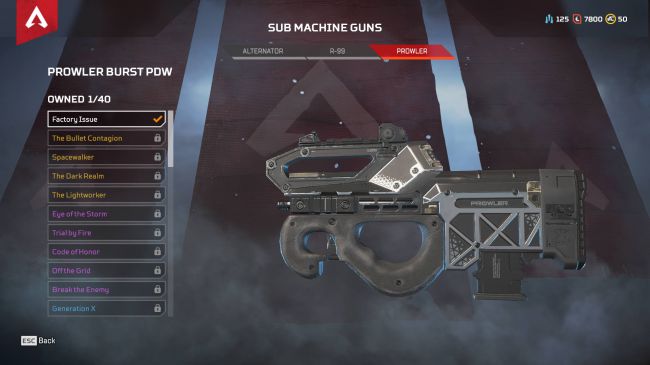 SUB MACHINE GUNS
125 7800 50
ALTERNATOR R-99 PROWLER
PROWLER BURST PDW
OWNED 1/40
Factory Issue
The Bullet Contagion
Spacewalker
The Dark Realm
The Lightworker
Eye of the Storm
Trial by Fire
Code of Honor
Off the Grid
Break the Enemy
Generation X
PROWLER
ESC Back